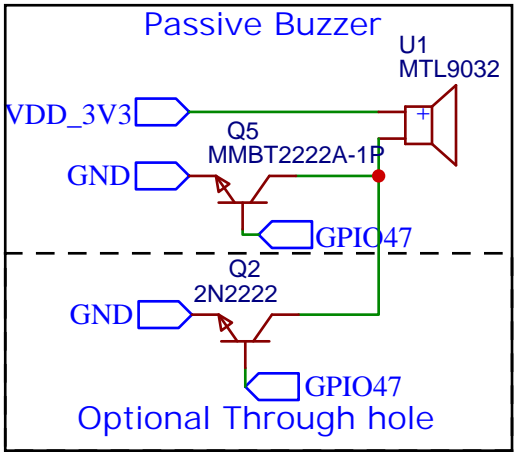 Passive Buzzer
U1
MTL9032
+
VDD_3V3
Q5
MMBT2222A-1P
GND
GPIO47
Q2
2N2222
GND
GPIO47
Optional Through hole